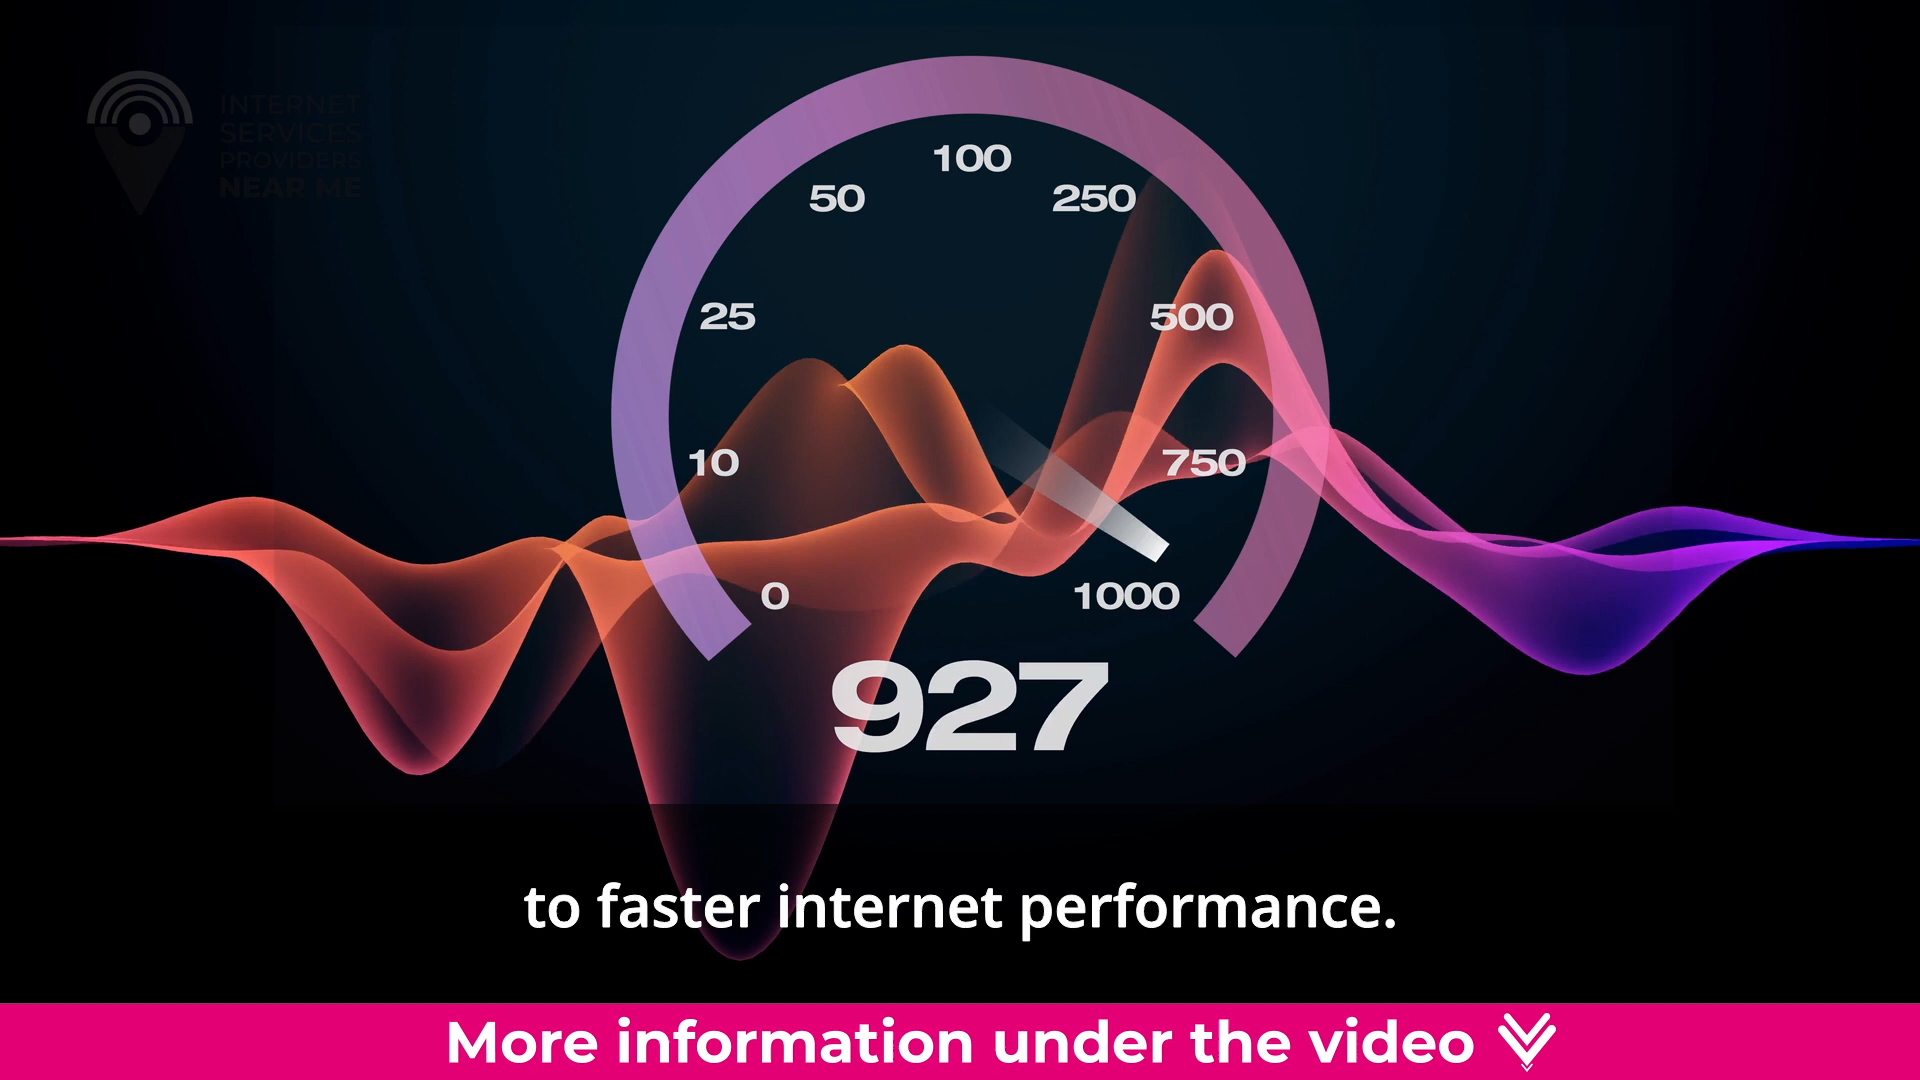 INTERNET
SERVICES
PROVIDERS
NEAR ME
100
50
250
25
500
10
750
0
1000
927
to faster internet performance.
More information under the video